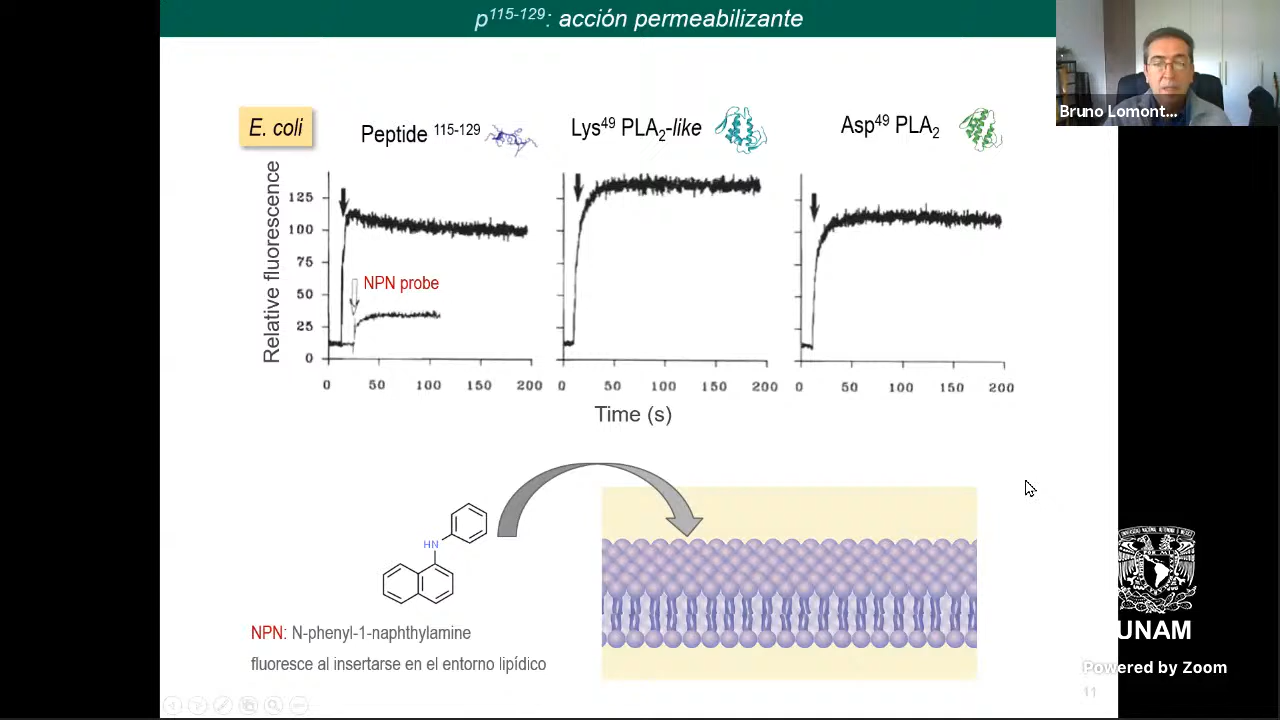 p¹¹⁵⁻¹²⁹: acción permeabilizante
Bruno Lomont...
E. coli
Peptide ¹¹⁵⁻¹²⁹
Lys⁴⁹ PLA₂-like
Asp⁴⁹ PLA₂
Relative fluorescence
125
100
75
50
25
0
NPN probe
0 50 100 150 200
0 50 100 150 200
0 50 100 150 200
Time (s)
HN
NPN: N-phenyl-1-naphthylamine
fluoresce al insertarse en el entorno lipídico
UNAM
Powered by Zoom
11